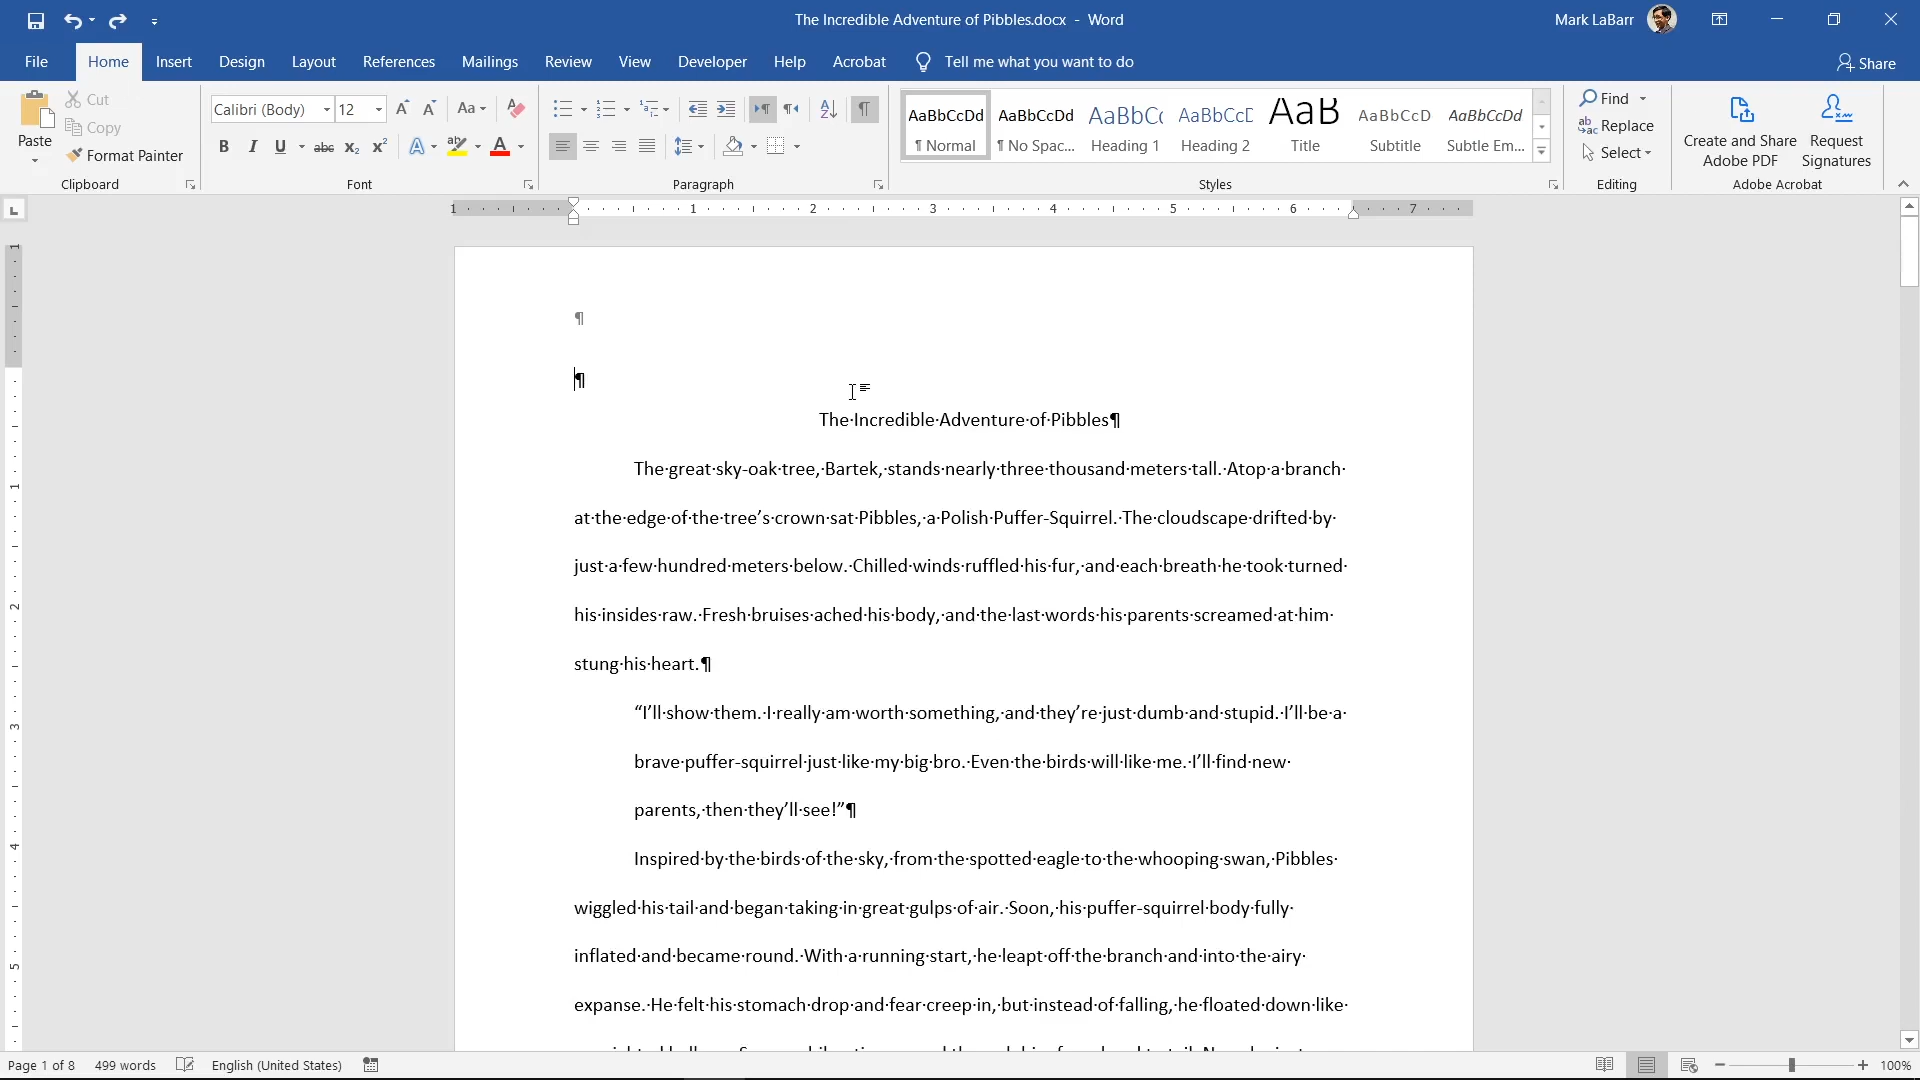 The Incredible Adventure of Pibbles.docx - Word
Mark LaBarr
File Home Insert Design Layout References Mailings Review View Developer Help Acrobat Tell me what you want to do
Share
Paste
Cut
Copy
Format Painter
Clipboard
Calibri (Body) 12
Font
Paragraph
AaBbCcDd AaBbCcDd AaBbCc AaBbCcD AaB AaBbCcD AaBbCcDd
¶ Normal ¶ No Spac... Heading 1 Heading 2 Title Subtitle Subtle Em...
Styles
Find
Replace
Select
Editing
Create and Share Adobe PDF
Request Signatures
Adobe Acrobat
1 1 2 3 4 5 6 7
¶
¶
The·Incredible·Adventure·of·Pibbles¶
The·great·sky-oak·tree,·Bartek,·stands·nearly·three·thousand·meters·tall.·Atop·a·branch·
at·the·edge·of·the·tree’s·crown·sat·Pibbles,·a·Polish·Puffer-Squirrel.·The·cloudscape·drifted·by·
just·a·few·hundred·meters·below.·Chilled·winds·ruffled·his·fur,·and·each·breath·he·took·turned·
his·insides·raw.·Fresh·bruises·ached·his·body,·and·the·last·words·his·parents·screamed·at·him·
stung·his·heart.¶
“I’ll·show·them.·I·really·am·worth·something,·and·they’re·just·dumb·and·stupid.·I’ll·be·a·
brave·puffer-squirrel·just·like·my·big·bro.·Even·the·birds·will·like·me.·I’ll·find·new·
parents,·then·they’ll·see!”¶
Inspired·by·the·birds·of·the·sky,·from·the·spotted·eagle·to·the·whooping·swan,·Pibbles·
wiggled·his·tail·and·began·taking·in·great·gulps·of·air.·Soon,·his·puffer-squirrel·body·fully·
inflated·and·became·round.·With·a·running·start,·he·leapt·off·the·branch·and·into·the·airy·
expanse.·He·felt·his·stomach·drop·and·fear·creep·in,·but·instead·of·falling,·he·floated·down·like·
Page 1 of 8 499 words English (United States) 100%